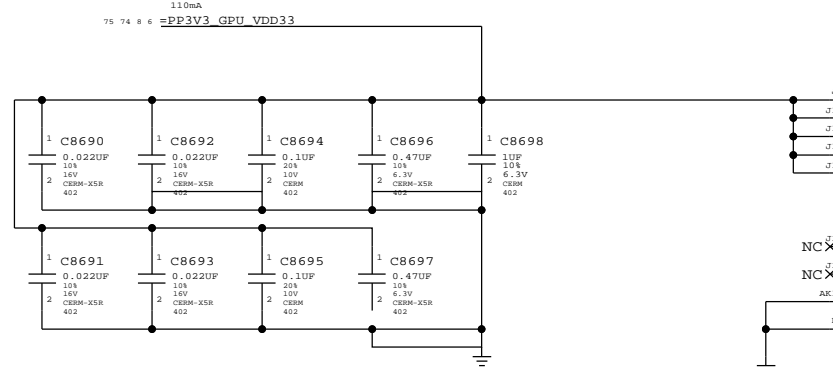 110mA
75 74 8 6 =PP3V3_GPU_VDD33
1 C8690
0.022UF
10%
16V
2 CERM-X5R
402
1 C8692
0.022UF
10%
16V
2 CERM-X5R
402
1 C8694
0.1UF
20%
10V
2 CERM
402
1 C8696
0.47UF
10%
6.3V
2 CERM-X5R
402
1 C8698
1UF
10%
6.3V
2 CERM
402
1 C8691
0.022UF
10%
16V
2 CERM-X5R
402
1 C8693
0.022UF
10%
16V
2 CERM-X5R
402
1 C8695
0.1UF
20%
10V
2 CERM
402
1 C8697
0.47UF
10%
6.3V
2 CERM-X5R
402
J
J
J
J
NC J
NC J
AK